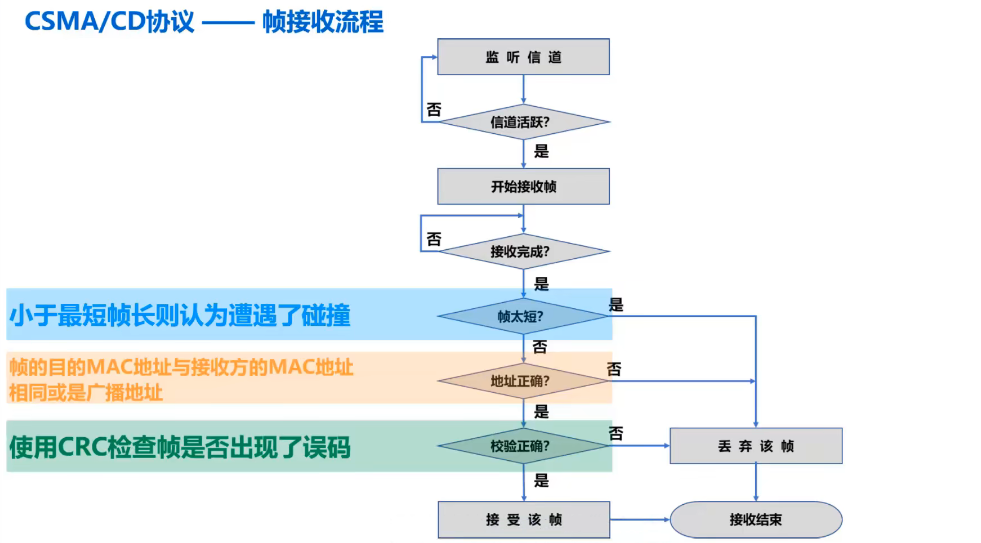 CSMA/CD协议 —— 帧接收流程
监 听 信 道
否
信道活跃?
是
开始接收帧
否
接收完成?
是
小于最短帧长则认为遭遇了碰撞
帧太短?
是
否
帧的目的MAC地址与接收方的MAC地址
相同或是广播地址
地址正确?
否
是
使用CRC检查帧是否出现了误码
校验正确?
否
丢 弃 该 帧
是
接 受 该 帧
接收结束